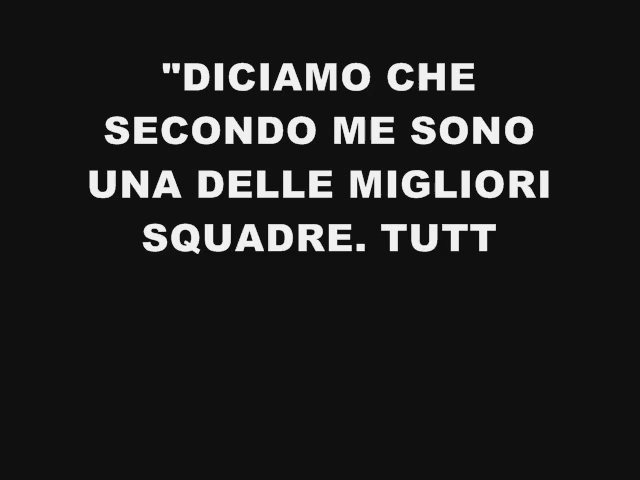 "DICIAMO CHE
SECONDO ME SONO
UNA DELLE MIGLIORI
SQUADRE. TUTT